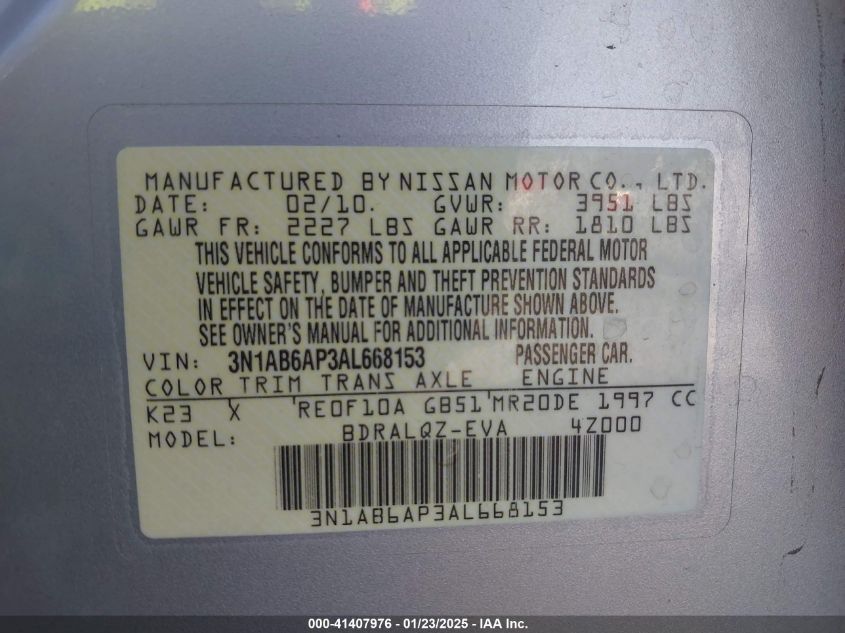 MANUFACTURED BY NISSAN MOTOR CO., LTD.
DATE: 02/10. GVWR: 3951 LBS
GAWR FR: 2227 LBS GAWR RR: 1810 LBS
THIS VEHICLE CONFORMS TO ALL APPLICABLE FEDERAL MOTOR
VEHICLE SAFETY, BUMPER AND THEFT PREVENTION STANDARDS
IN EFFECT ON THE DATE OF MANUFACTURE SHOWN ABOVE.
SEE OWNER'S MANUAL FOR ADDITIONAL INFORMATION.
VIN: 3N1AB6AP3AL668153 PASSENGER CAR.
COLOR TRIM TRANS AXLE ENGINE
K23 X RE0F10A GB51 MR20DE 1997 CC
MODEL: BDRALQZ-EVA 4Z000
3N1AB6AP3AL668153
000-41407976 - 01/23/2025 - IAA Inc.